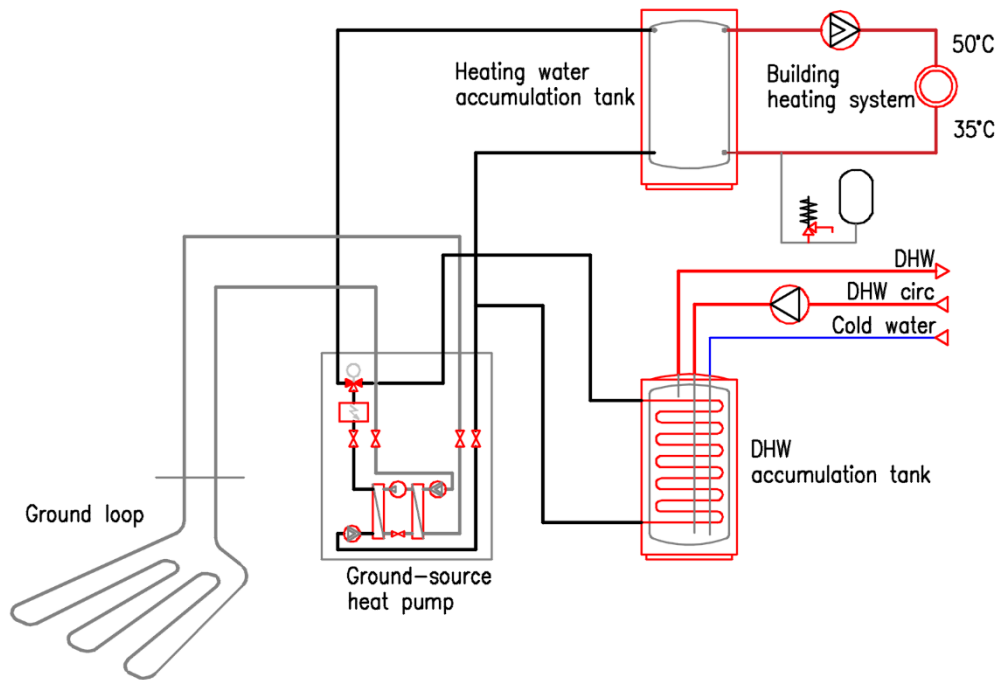 Heating water
accumulation tank
Building
heating system
50°C
35°C
DHW
DHW circ
Cold water
DHW
accumulation tank
Ground loop
Ground-source
heat pump